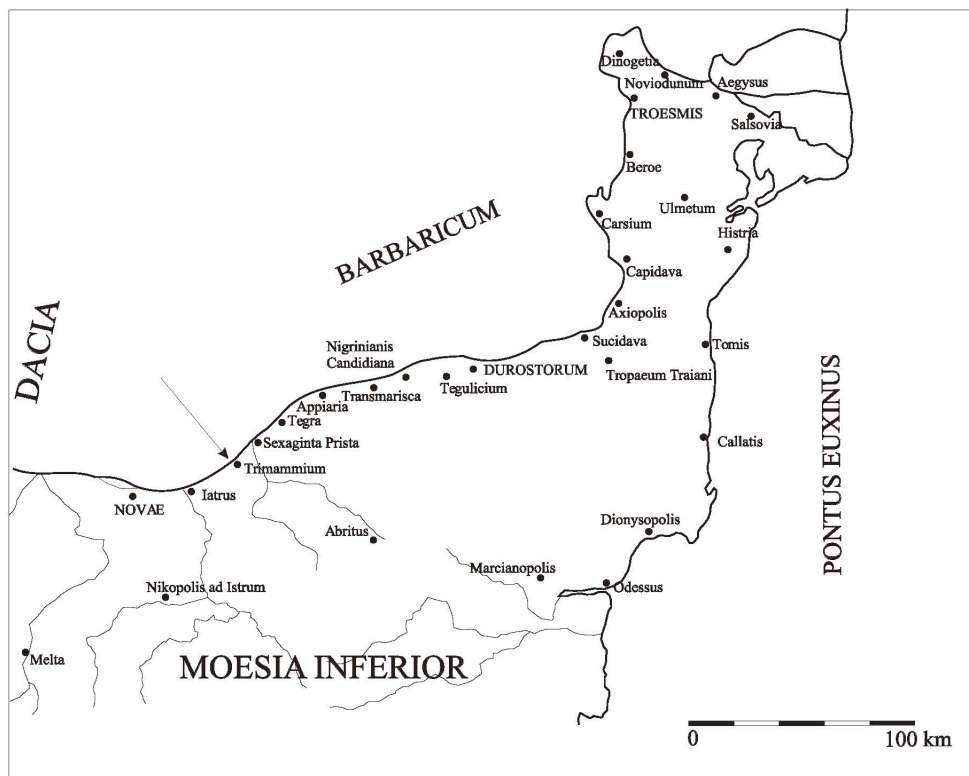 Dinogetia
Noviodunum
Aegysus
TROESMIS
Salsovia
Beroe
Ulmetum
Carsium
Histria
BARBARICUM
Capidava
DACIA
Axiopolis
Nigrinianis
Candidiana
Sucidava
Tomis
DUROSTORUM
Tropaeum Traiani
Tegulicium
Transmarisca
Appiaria
Tegra
Sexaginta Prista
Callatis
Trimammium
PONTUS EUXINUS
Iatrus
NOVAE
Dionysopolis
Abritus
Marcianopolis
Nikopolis ad Istrum
Odessus
Melta
MOESIA INFERIOR
0 100 km